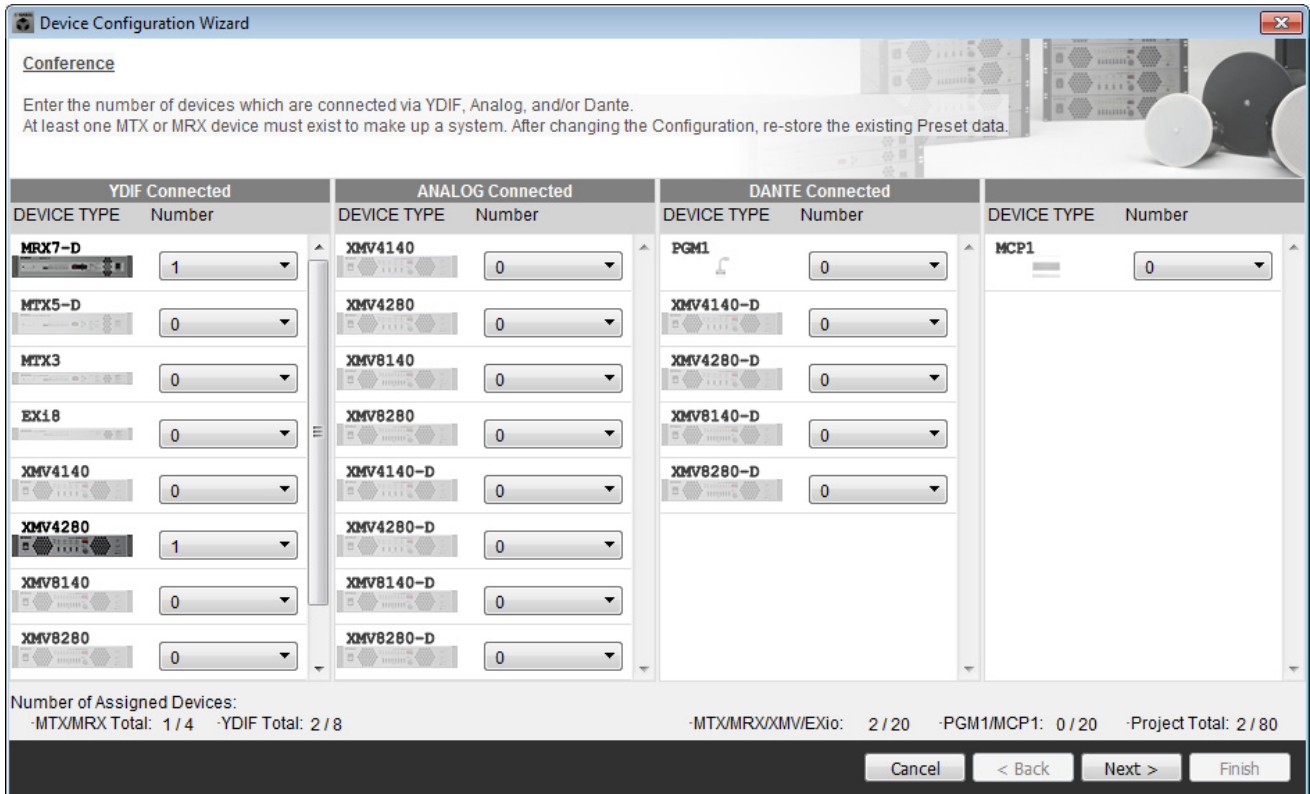 Device Configuration Wizard
Conference
Enter the number of devices which are connected via YDIF, Analog, and/or Dante.
At least one MTX or MRX device must exist to make up a system. After changing the Configuration, re-store the existing Preset data.
YDIF Connected
DEVICE TYPE Number
MRX7-D 1
MTX5-D 0
MTX3 0
EXi8 0
XMV4140 0
XMV4280 1
XMV8140 0
XMV8280 0
ANALOG Connected
DEVICE TYPE Number
XMV4140 0
XMV4280 0
XMV8140 0
XMV8280 0
XMV4140-D 0
XMV4280-D 0
XMV8140-D 0
XMV8280-D 0
DANTE Connected
DEVICE TYPE Number
PGM1 0
XMV4140-D 0
XMV4280-D 0
XMV8140-D 0
XMV8280-D 0
DEVICE TYPE Number
MCP1 0
Number of Assigned Devices:
-MTX/MRX Total: 1 / 4 -YDIF Total: 2 / 8 -MTX/MRX/XMV/EXio: 2 / 20 -PGM1/MCP1: 0 / 20 -Project Total: 2 / 80
Cancel < Back Next > Finish